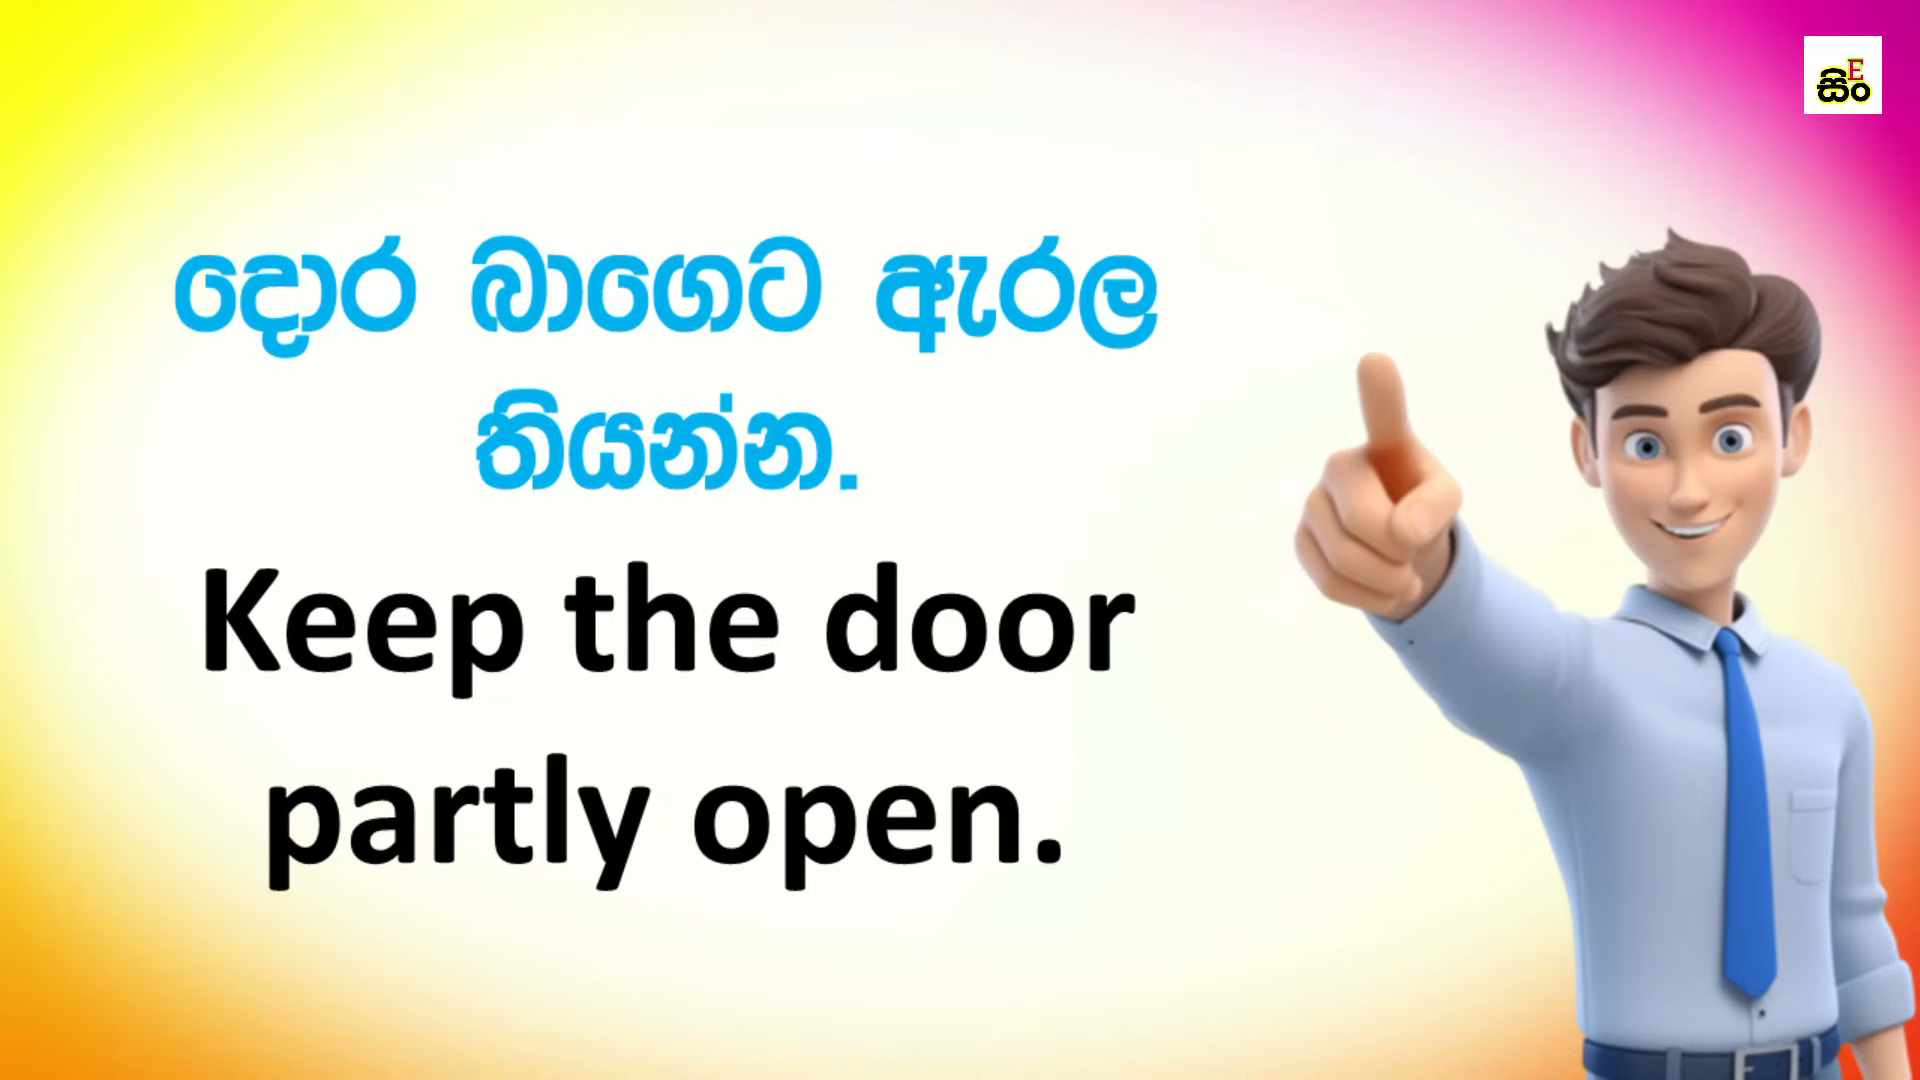 සිං
E
දොර බාගෙට ඇරල
තියන්න.
Keep the door
partly open.